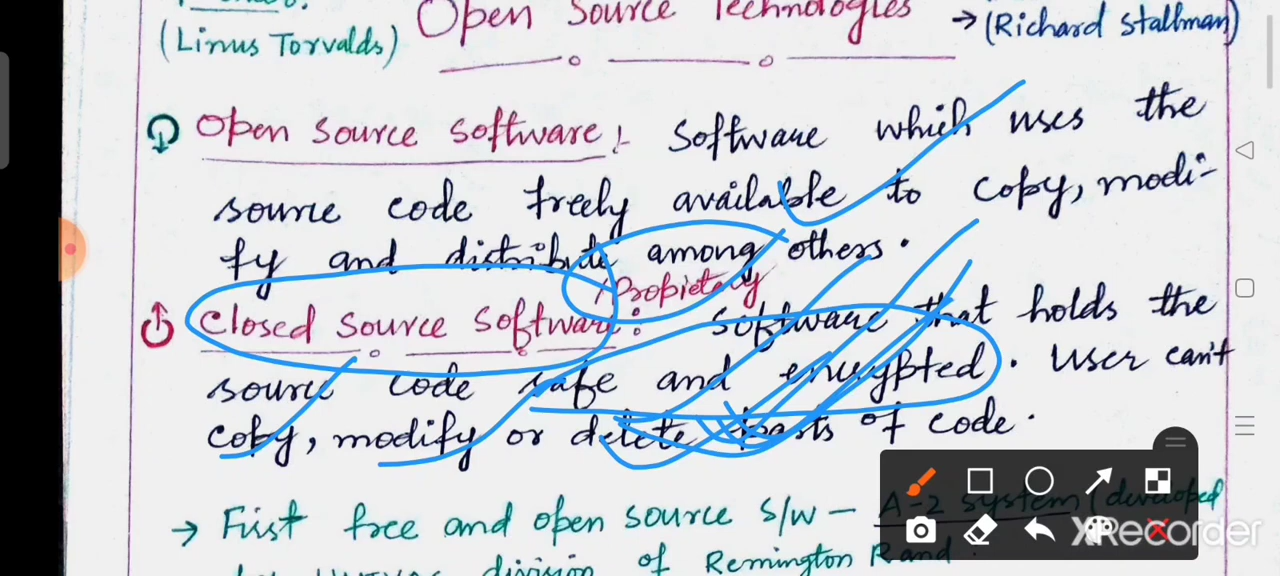 (Linus Torvalds)
Open Source Technologies
→ (Richard Stallman)
Open source software :- Software which uses the
source code freely available to copy, modi-
fy and distribute among others.
Propietery
Closed source software : Software that holds the
source code safe and encrypted. User can't
copy, modify or delete parts of code.
→ First free and open source S/W - A-2 system (developed
division of Remington Rand.
XRecorder